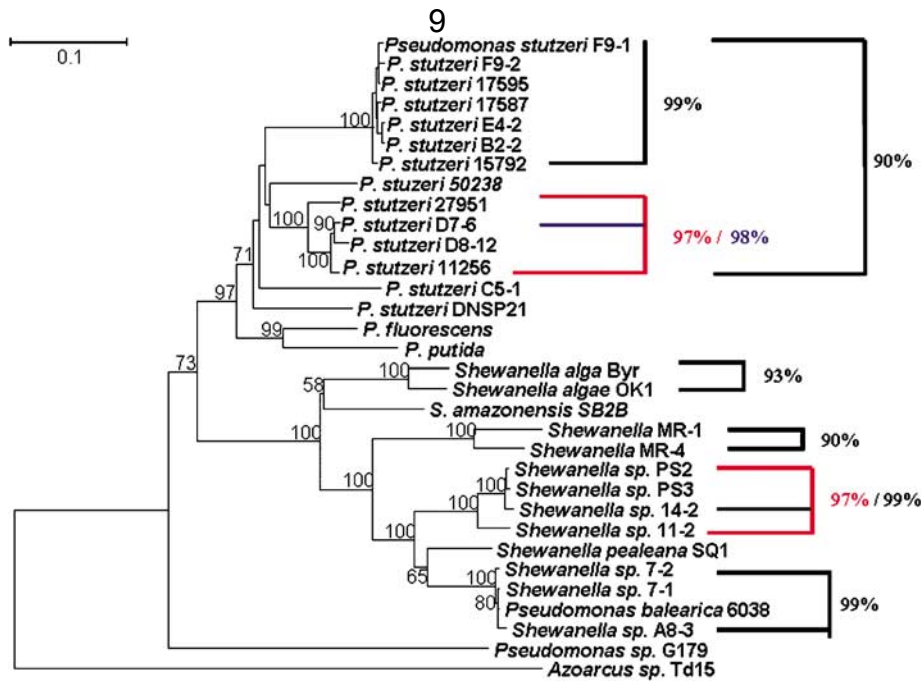 9
0.1
Pseudomonas stutzeri F9-1
P. stutzeri F9-2
P. stutzeri 17595
P. stutzeri 17587
99%
100
P. stutzeri E4-2
P. stutzeri B2-2
P. stutzeri 15792
90%
P. stuzeri 50238
P. stutzeri 27951
100
90
P. stutzeri D7-6
97% / 98%
P. stutzeri D8-12
71
100
P. stutzeri 11256
P. stutzeri C5-1
97
P. stutzeri DNSP21
99
P. fluorescens
P. putida
73
100
Shewanella alga Byr
93%
58
Shewanella algae OK1
S. amazonensis SB2B
100
100
Shewanella MR-1
90%
Shewanella MR-4
100
Shewanella sp. PS2
100
Shewanella sp. PS3
97% / 99%
Shewanella sp. 14-2
100
Shewanella sp. 11-2
Shewanella pealeana SQ1
65
100
Shewanella sp. 7-2
Shewanella sp. 7-1
80
Pseudomonas balearica 6038
99%
Shewanella sp. A8-3
Pseudomonas sp. G179
Azoarcus sp. Td15